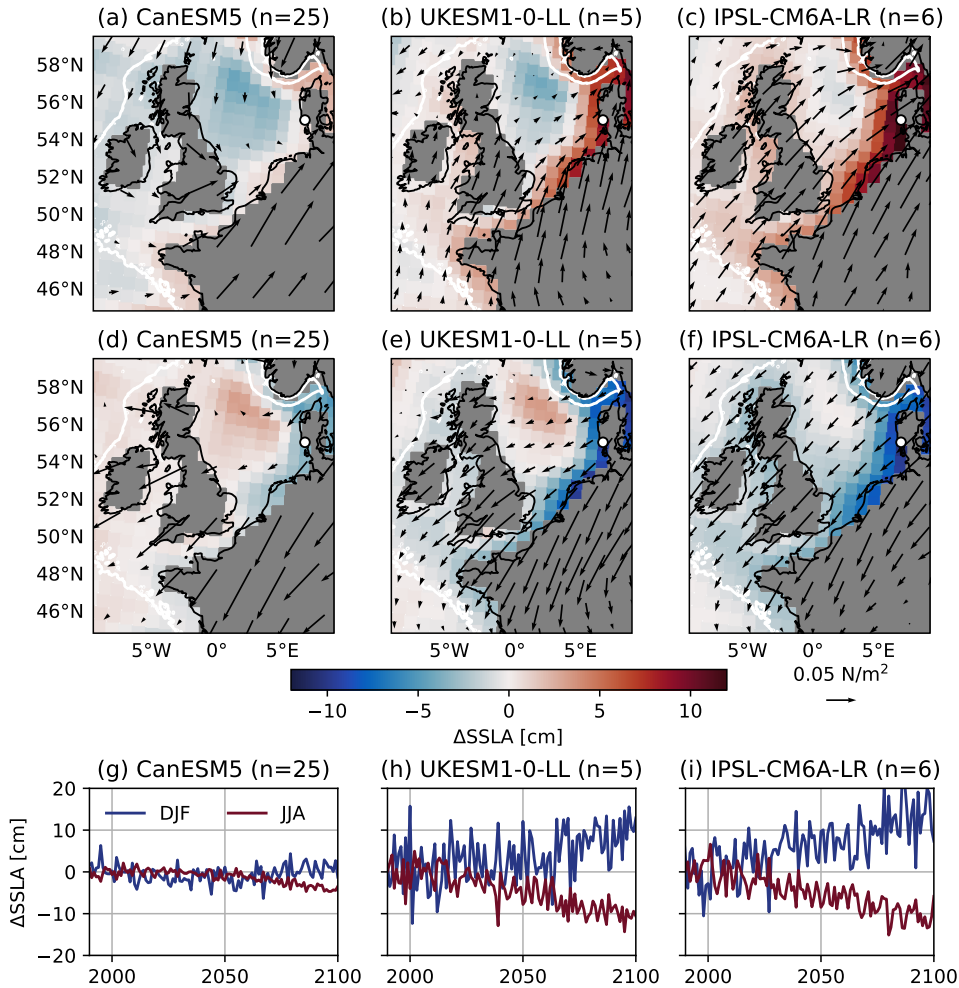 (a) CanESM5 (n=25) (b) UKESM1-0-LL (n=5) (c) IPSL-CM6A-LR (n=6)
58°N
56°N
54°N
52°N
50°N
48°N
46°N
(d) CanESM5 (n=25) (e) UKESM1-0-LL (n=5) (f) IPSL-CM6A-LR (n=6)
58°N
56°N
54°N
52°N
50°N
48°N
46°N
5°W 0° 5°E 5°W 0° 5°E 5°W 0° 5°E
0.05 N/m²
−10 −5 0 5 10
ΔSSLA [cm]
(g) CanESM5 (n=25) (h) UKESM1-0-LL (n=5) (i) IPSL-CM6A-LR (n=6)
ΔSSLA [cm]
20
10
0
−10
−20
DJF JJA
2000 2050 2100 2000 2050 2100 2000 2050 2100